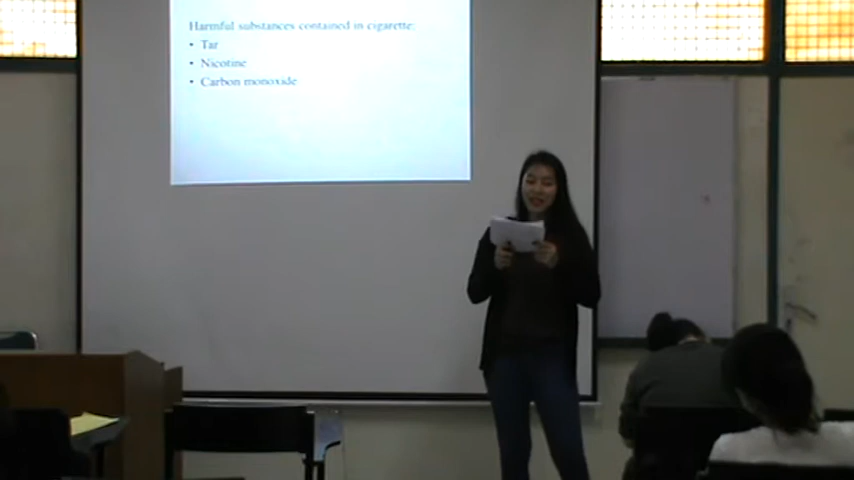 Harmful substances contained in cigarette:
• Tar
• Nicotine
• Carbon monoxide